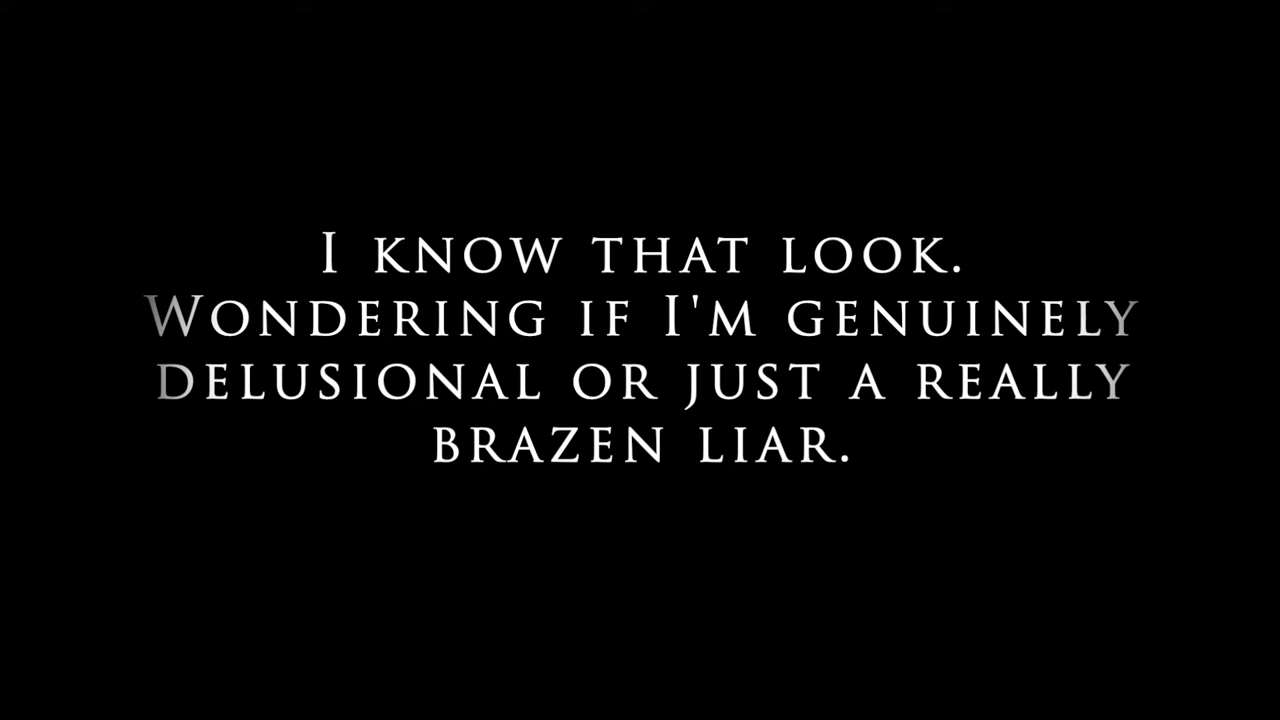 I KNOW THAT LOOK.
WONDERING IF I'M GENUINELY
DELUSIONAL OR JUST A REALLY
BRAZEN LIAR.